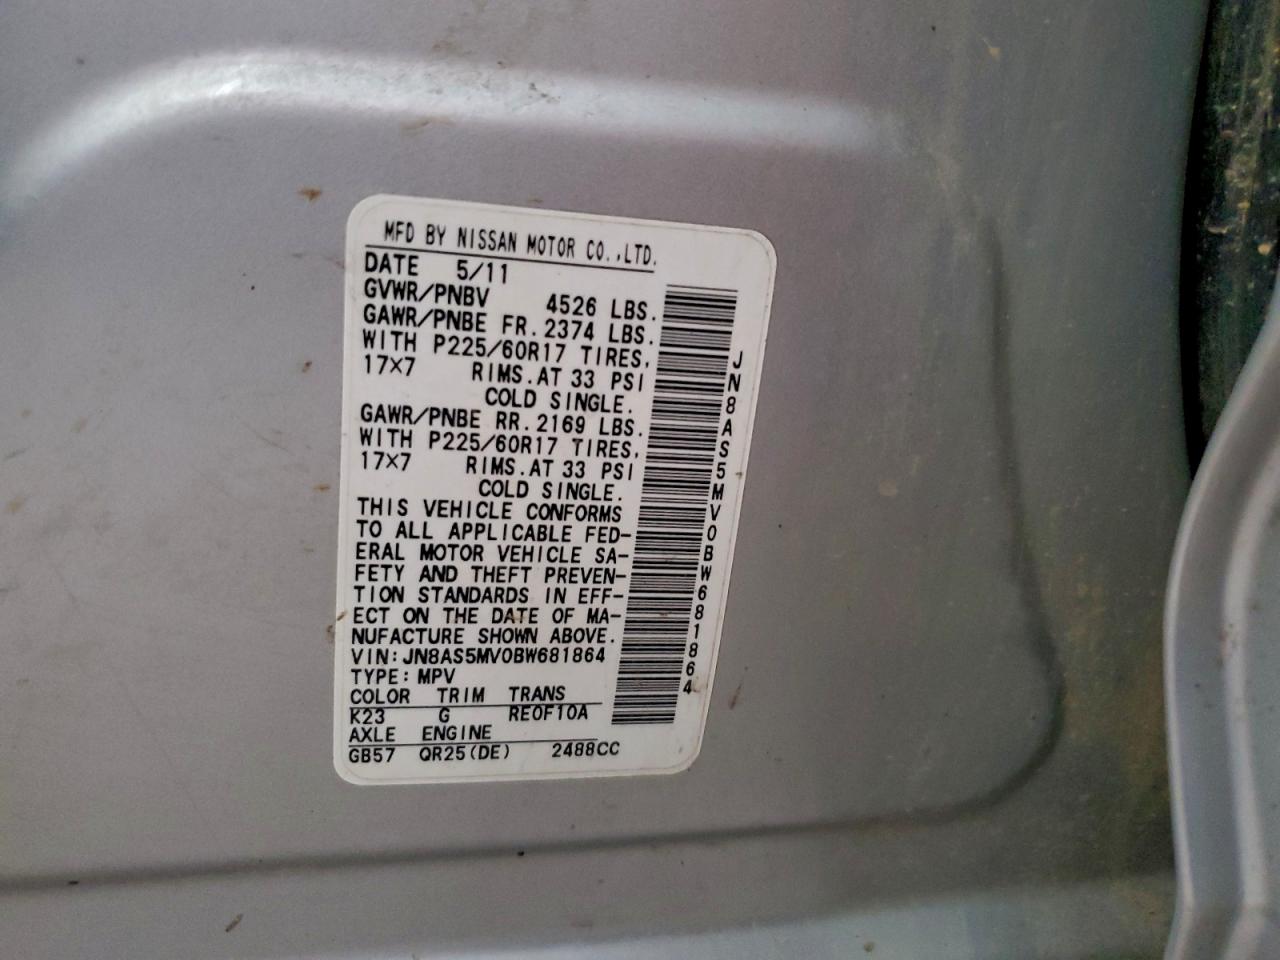 MFD BY NISSAN MOTOR CO.,LTD.
DATE 5/11
GVWR/PNBV 4526 LBS.
GAWR/PNBE FR. 2374 LBS.
WITH P225/60R17 TIRES,
17×7 RIMS.AT 33 PSI
COLD SINGLE.
GAWR/PNBE RR. 2169 LBS.
WITH P225/60R17 TIRES,
17×7 RIMS.AT 33 PSI
COLD SINGLE.
THIS VEHICLE CONFORMS
TO ALL APPLICABLE FED-
ERAL MOTOR VEHICLE SA-
FETY AND THEFT PREVEN-
TION STANDARDS IN EFF-
ECT ON THE DATE OF MA-
NUFACTURE SHOWN ABOVE.
VIN: JN8AS5MV0BW681864
TYPE: MPV
COLOR TRIM TRANS
K23 G RE0F10A
AXLE ENGINE
GB57 QR25(DE) 2488CC
JN8AS5MV0BW681864